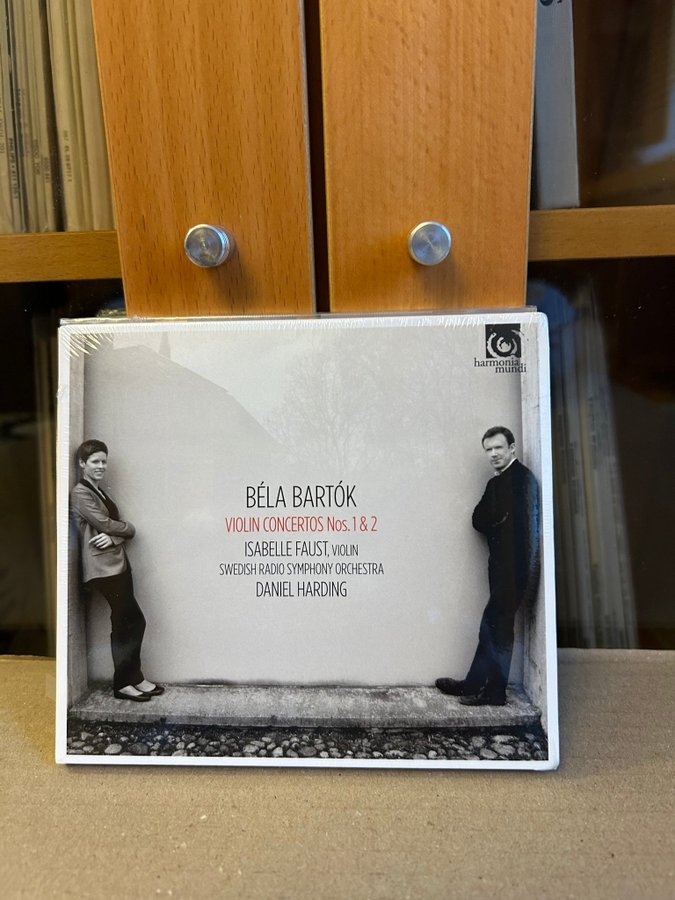 harmonia
mundi
BÉLA BARTÓK
VIOLIN CONCERTOS Nos. 1 & 2
ISABELLE FAUST, VIOLIN
SWEDISH RADIO SYMPHONY ORCHESTRA
DANIEL HARDING